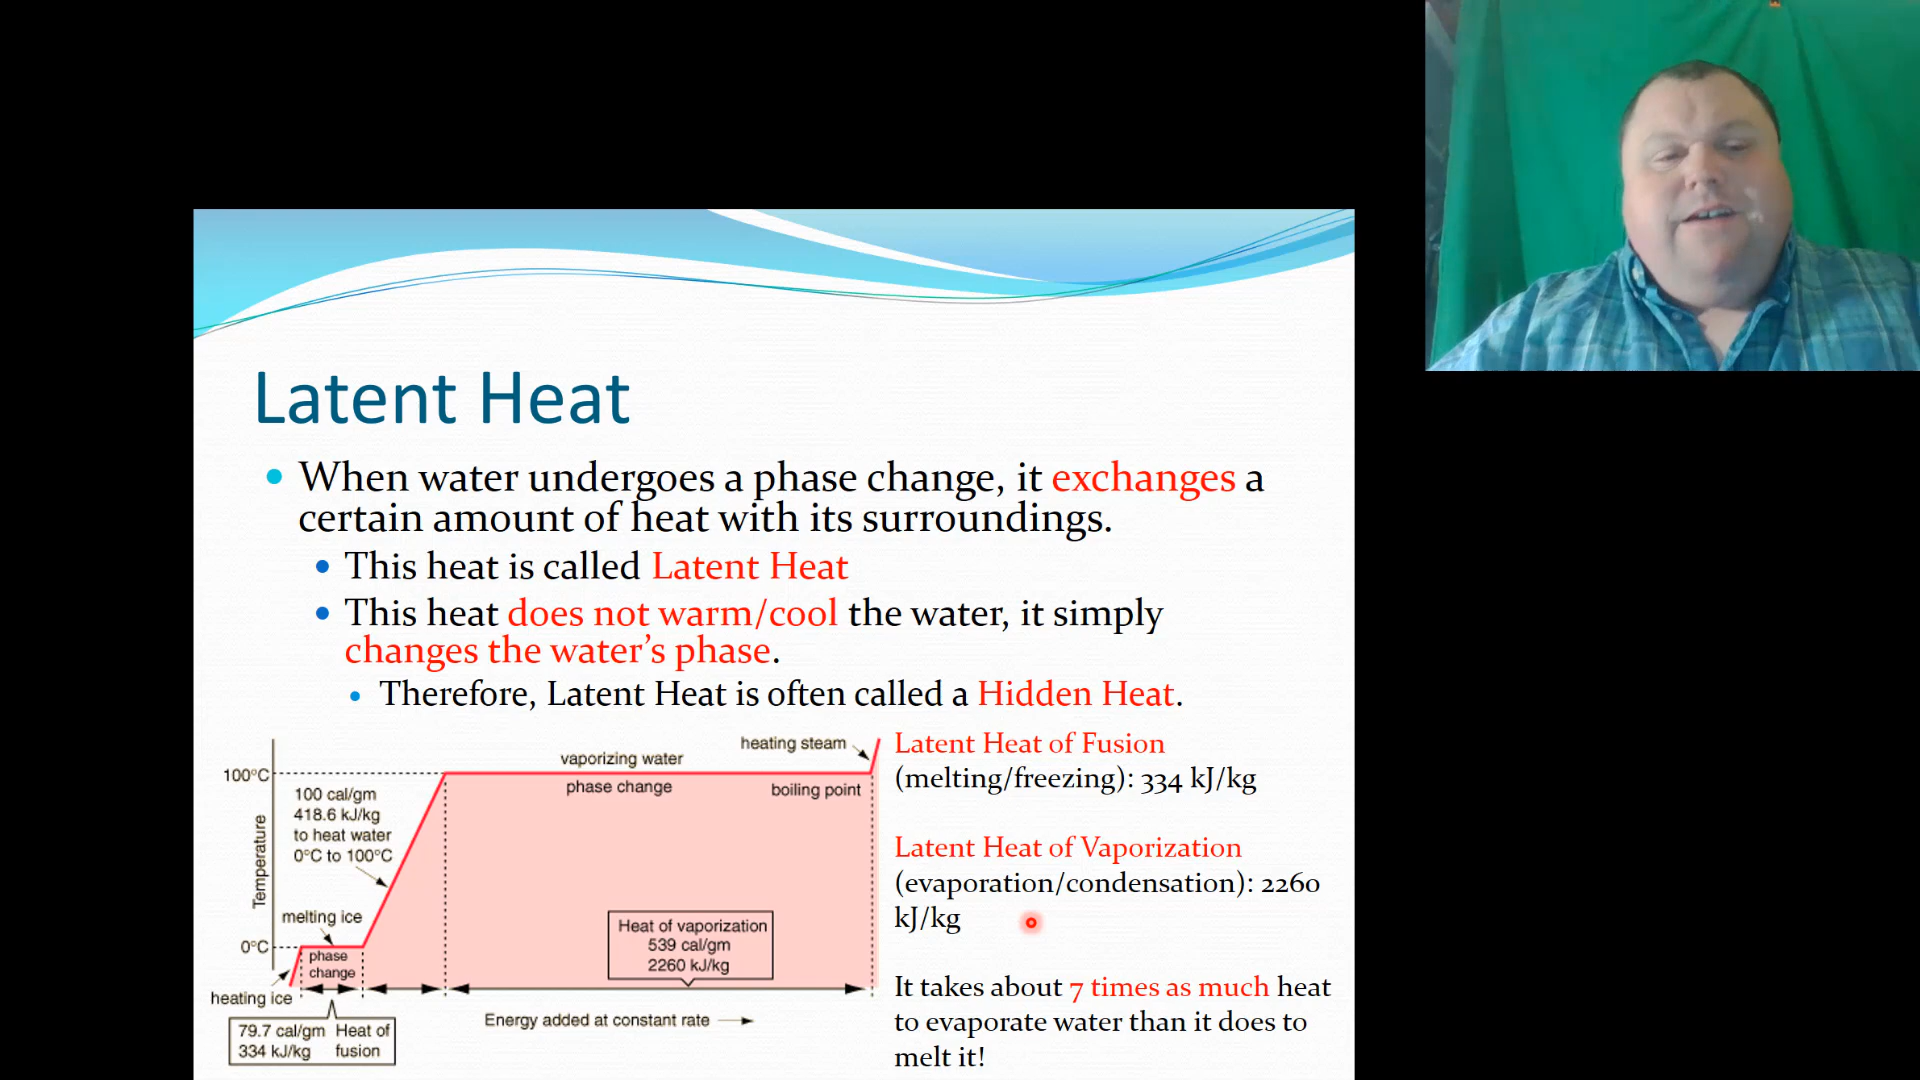 Latent Heat
When water undergoes a phase change, it exchanges a
certain amount of heat with its surroundings.
This heat is called Latent Heat
This heat does not warm/cool the water, it simply
changes the water's phase.
Therefore, Latent Heat is often called a Hidden Heat.
Temperature
100°C
0°C
100 cal/gm
418.6 kJ/kg
to heat water
0°C to 100°C
melting ice
phase
change
heating ice
79.7 cal/gm Heat of
334 kJ/kg fusion
vaporizing water
phase change
heating steam
boiling point
Heat of vaporization
539 cal/gm
2260 kJ/kg
Energy added at constant rate
Latent Heat of Fusion
(melting/freezing): 334 kJ/kg
Latent Heat of Vaporization
(evaporation/condensation): 2260
kJ/kg
It takes about 7 times as much heat
to evaporate water than it does to
melt it!